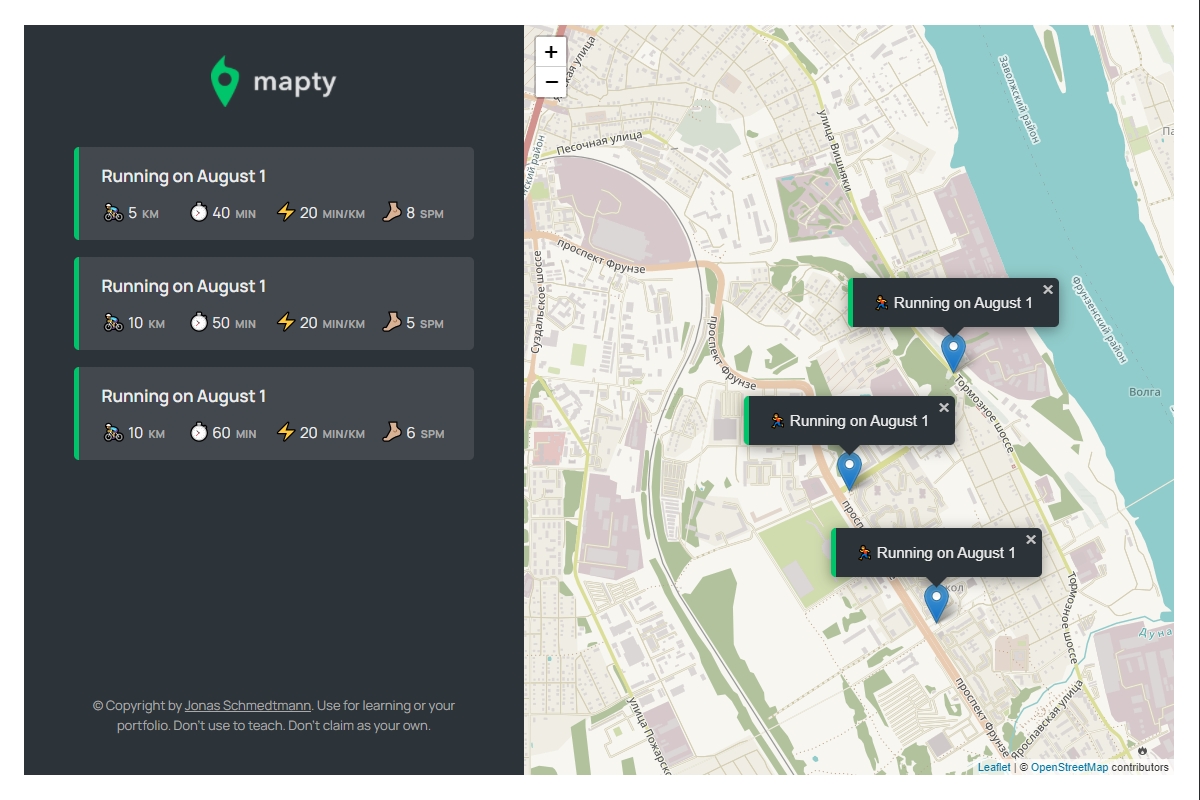 mapty
Running on August 1
5 KM 40 MIN 20 MIN/KM 8 SPM
Running on August 1
10 KM 50 MIN 20 MIN/KM 5 SPM
Running on August 1
10 KM 60 MIN 20 MIN/KM 6 SPM
© Copyright by Jonas Schmedtmann. Use for learning or your
portfolio. Don't use to teach. Don't claim as your own.
+
−
Песочная улица
улица Вишняки
Заволжский район
проспект Фрунзе
Суздальское шоссе
проспект Фрунзе
Фрунзенский район
Волга
Running on August 1
×
Тормозное шоссе
Running on August 1
×
Running on August 1
×
Тормозное шоссе
проспект Фрунзе
Ярославская улица
улица Пожарско
Leaflet | © OpenStreetMap contributors